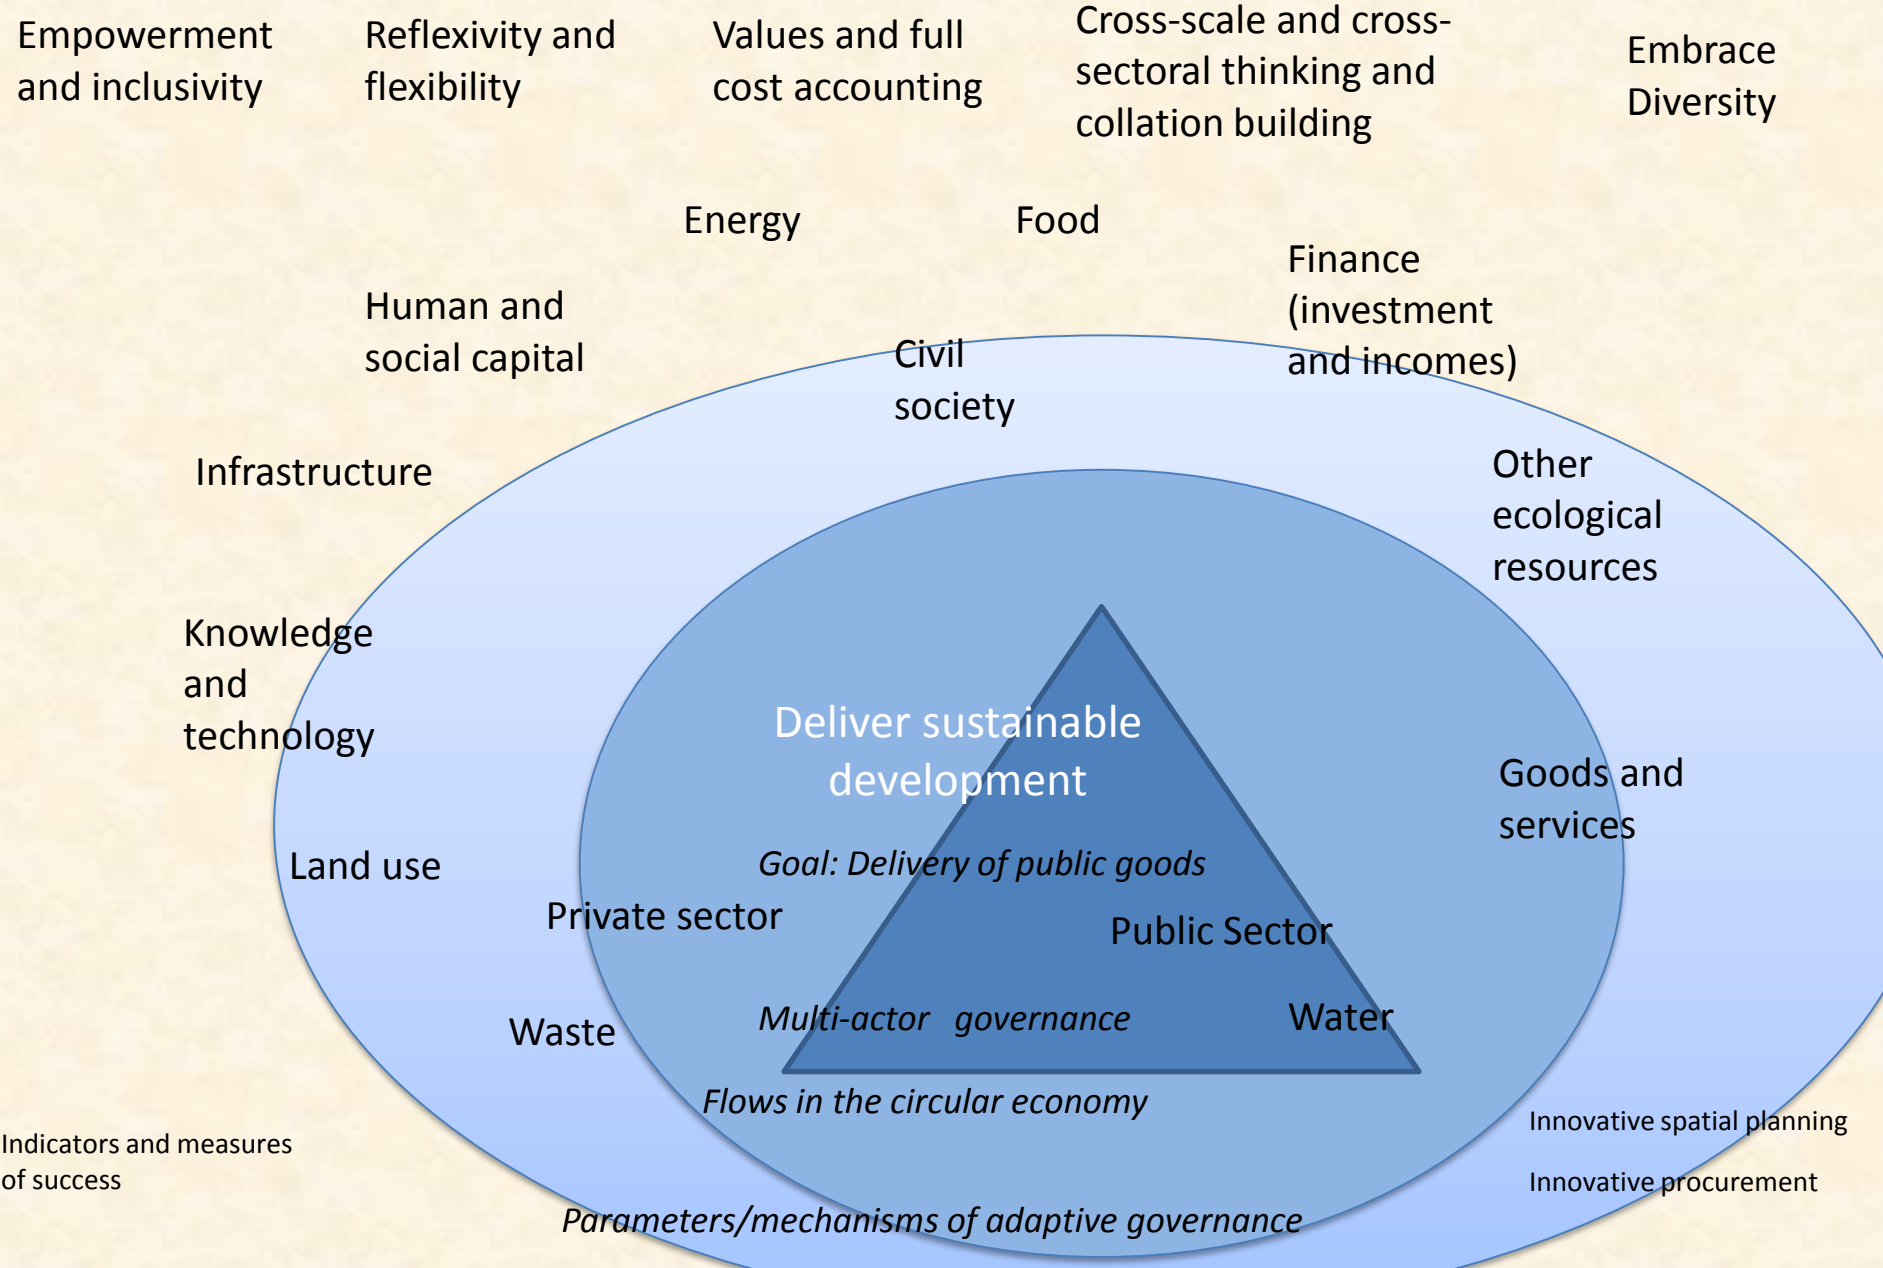 Empowerment
and inclusivity
Reflexivity and
flexibility
Values and full
cost accounting
Cross-scale and cross-
sectoral thinking and
collation building
Embrace
Diversity
Energy
Food
Finance
(investment
and incomes)
Human and
social capital
Civil
society
Infrastructure
Other
ecological
resources
Knowledge
and
technology
Deliver sustainable
development
Goods and
services
Goal: Delivery of public goods
Land use
Private sector
Public Sector
Waste
Multi-actor governance
Water
Flows in the circular economy
Indicators and measures
of success
Innovative spatial planning
Innovative procurement
Parameters/mechanisms of adaptive governance